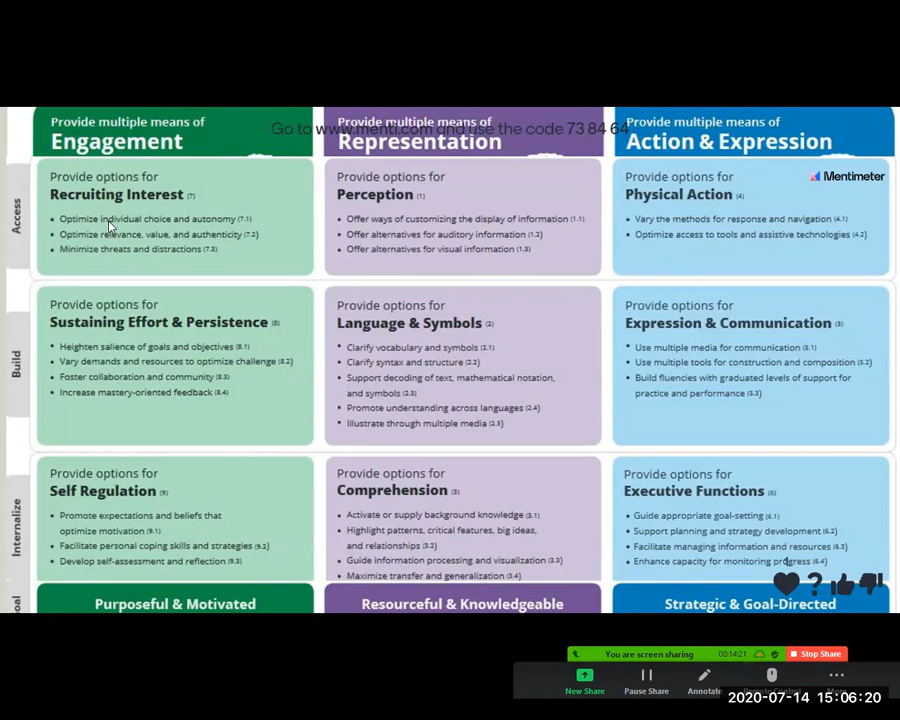 Go to www.menti.com and use the code 73 84 64
Provide multiple means of
Engagement
Provide multiple means of
Representation
Provide multiple means of
Action & Expression
Mentimeter
Access
Provide options for
Recruiting Interest (7)
Optimize individual choice and autonomy (7.1)
Optimize relevance, value, and authenticity (7.2)
Minimize threats and distractions (7.3)
Provide options for
Perception (1)
Offer ways of customizing the display of information (1.1)
Offer alternatives for auditory information (1.2)
Offer alternatives for visual information (1.3)
Provide options for
Physical Action (4)
Vary the methods for response and navigation (4.1)
Optimize access to tools and assistive technologies (4.2)
Build
Provide options for
Sustaining Effort & Persistence (8)
Heighten salience of goals and objectives (8.1)
Vary demands and resources to optimize challenge (8.2)
Foster collaboration and community (8.3)
Increase mastery-oriented feedback (8.4)
Provide options for
Language & Symbols (2)
Clarify vocabulary and symbols (2.1)
Clarify syntax and structure (2.2)
Support decoding of text, mathematical notation,
and symbols (2.3)
Promote understanding across languages (2.4)
Illustrate through multiple media (2.5)
Provide options for
Expression & Communication (5)
Use multiple media for communication (5.1)
Use multiple tools for construction and composition (5.2)
Build fluencies with graduated levels of support for
practice and performance (5.3)
Internalize
Provide options for
Self Regulation (9)
Promote expectations and beliefs that
optimize motivation (9.1)
Facilitate personal coping skills and strategies (9.2)
Develop self-assessment and reflection (9.3)
Provide options for
Comprehension (3)
Activate or supply background knowledge (3.1)
Highlight patterns, critical features, big ideas,
and relationships (3.2)
Guide information processing and visualization (3.3)
Maximize transfer and generalization (3.4)
Provide options for
Executive Functions (6)
Guide appropriate goal-setting (6.1)
Support planning and strategy development (6.2)
Facilitate managing information and resources (6.3)
Enhance capacity for monitoring progress (6.4)
Purposeful & Motivated
Resourceful & Knowledgeable
Strategic & Goal-Directed
You are screen sharing
00:14:21
Stop Share
New Share
Pause Share
Annotate
Remote Control
2020-07-14 15:06:20